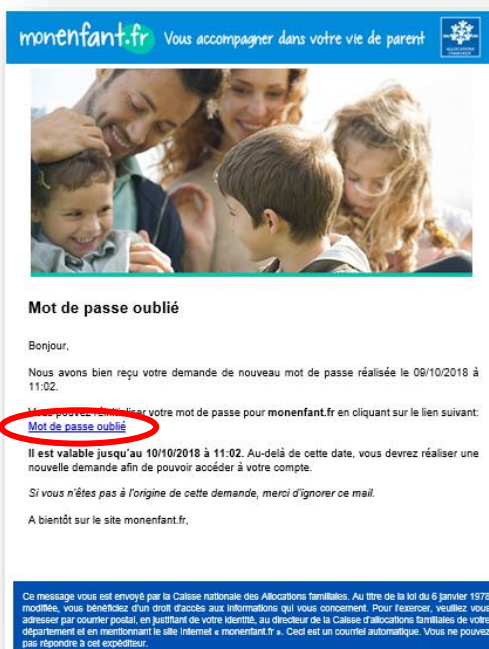 monenfant.fr Vous accompagner dans votre vie de parent
ALLOCATIONS
FAMILIALES
Mot de passe oublié
Bonjour,
Nous avons bien reçu votre demande de nouveau mot de passe réalisée le 09/10/2018 à
11:02.
Vous pouvez réinitialiser votre mot de passe pour monenfant.fr en cliquant sur le lien suivant:
Mot de passe oublié
Il est valable jusqu'au 10/10/2018 à 11:02. Au-delà de cette date, vous devrez réaliser une
nouvelle demande afin de pouvoir accéder à votre compte.
Si vous n'êtes pas à l'origine de cette demande, merci d'ignorer ce mail.
A bientôt sur le site monenfant.fr,
Ce message vous est envoyé par la Caisse nationale des Allocations familiales. Au titre de la loi du 6 janvier 1978
modifiée, vous bénéficiez d'un droit d'accès aux informations qui vous concernent. Pour l'exercer, veuillez vous
adresser par courrier postal, en justifiant de votre identité, au directeur de la Caisse d'allocations familiales de votre
département et en mentionnant le site Internet « monenfant.fr ». Ceci est un courriel automatique. Vous ne pouvez
pas répondre à cet expéditeur.